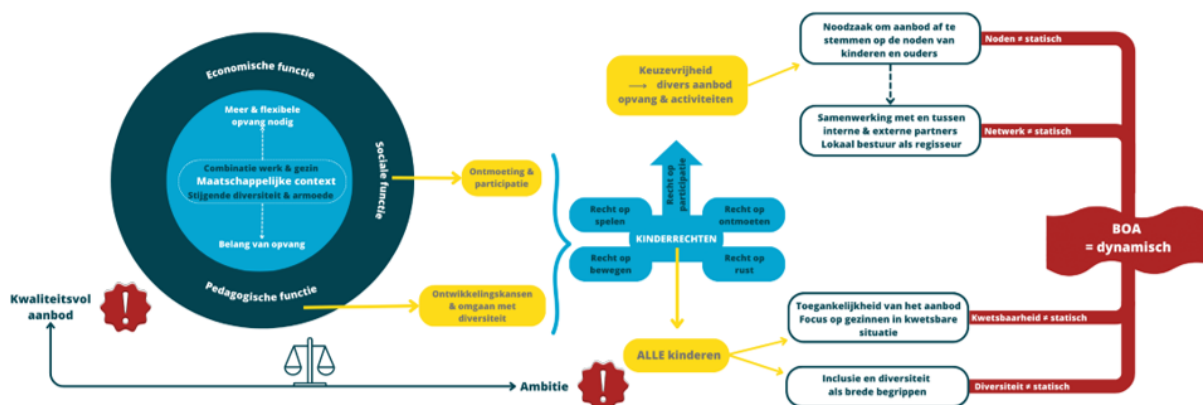 Economische functie
Meer & flexibele
opvang nodig
Combinatie werk & gezin
Maatschappelijke context
Stijgende diversiteit & armoede
Belang van opvang
Sociale functie
Pedagogische functie
Kwaliteitsvol
aanbod
Ambitie
Ontmoeting &
participatie
Ontwikkelingskansen
& omgaan met
diversiteit
Keuzevrijheid
→ divers aanbod
opvang & activiteiten
Recht op
participatie
Recht op
spelen
Recht op
ontmoeten
KINDERRECHTEN
Recht op
bewegen
Recht op
rust
ALLE kinderen
Noodzaak om aanbod af te
stemmen op de noden van
kinderen en ouders
Samenwerking met en tussen
interne & externe partners
Lokaal bestuur als regisseur
Toegankelijkheid van het aanbod
Focus op gezinnen in kwetsbare
situatie
Inclusie en diversiteit
als brede begrippen
Noden ≠ statisch
Netwerk ≠ statisch
BOA
= dynamisch
Kwetsbaarheid ≠ statisch
Diversiteit ≠ statisch